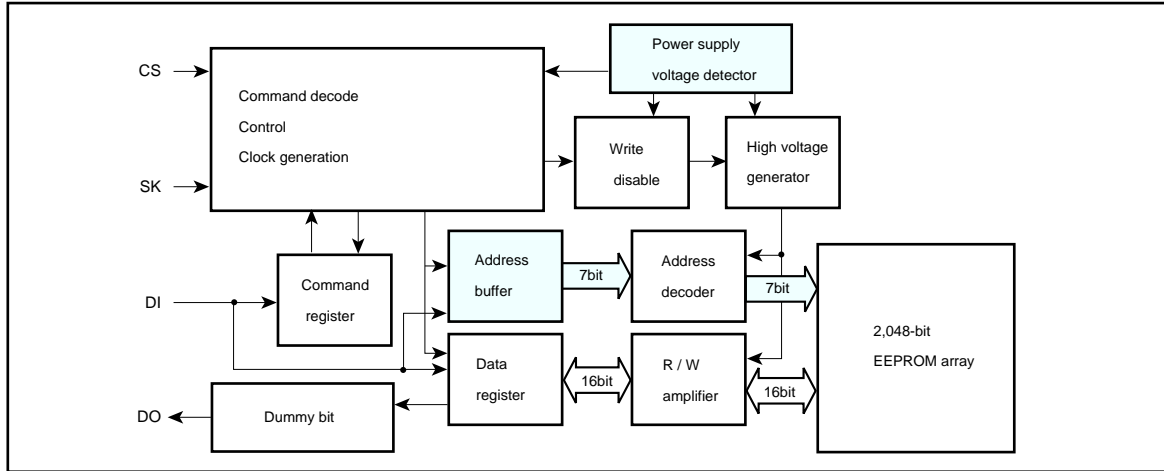 Power supply
voltage detector
CS
Command decode
Control
Clock generation
SK
Write
disable
High voltage
generator
Address
buffer
7bit
Address
decoder
7bit
DI
Command
register
2,048-bit
EEPROM array
Data
register
16bit
R / W
amplifier
16bit
DO
Dummy bit